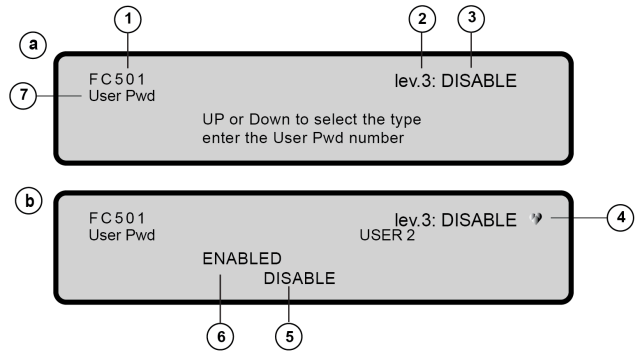 1 2 3
a
FC501 lev.3: DISABLE
7 User Pwd
UP or Down to select the type
enter the User Pwd number
b
FC501 lev.3: DISABLE 4
User Pwd USER 2
ENABLED
DISABLE
6 5